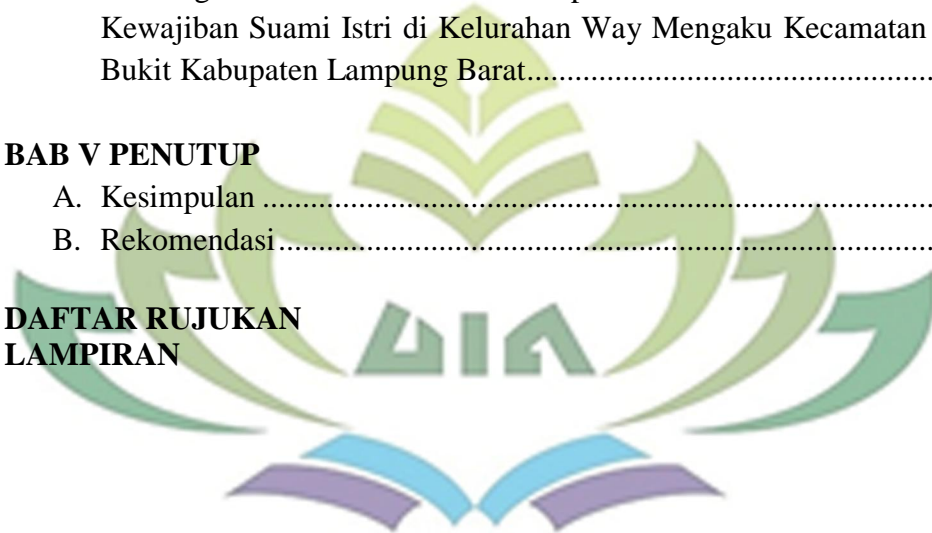 Kewajiban Suami Istri di Kelurahan Way Mengaku Kecamatan
Bukit Kabupaten Lampung Barat.............................................
BAB V PENUTUP
A. Kesimpulan ..............................................................................
B. Rekomendasi............................................................................
DAFTAR RUJUKAN
LAMPIRAN
UIN